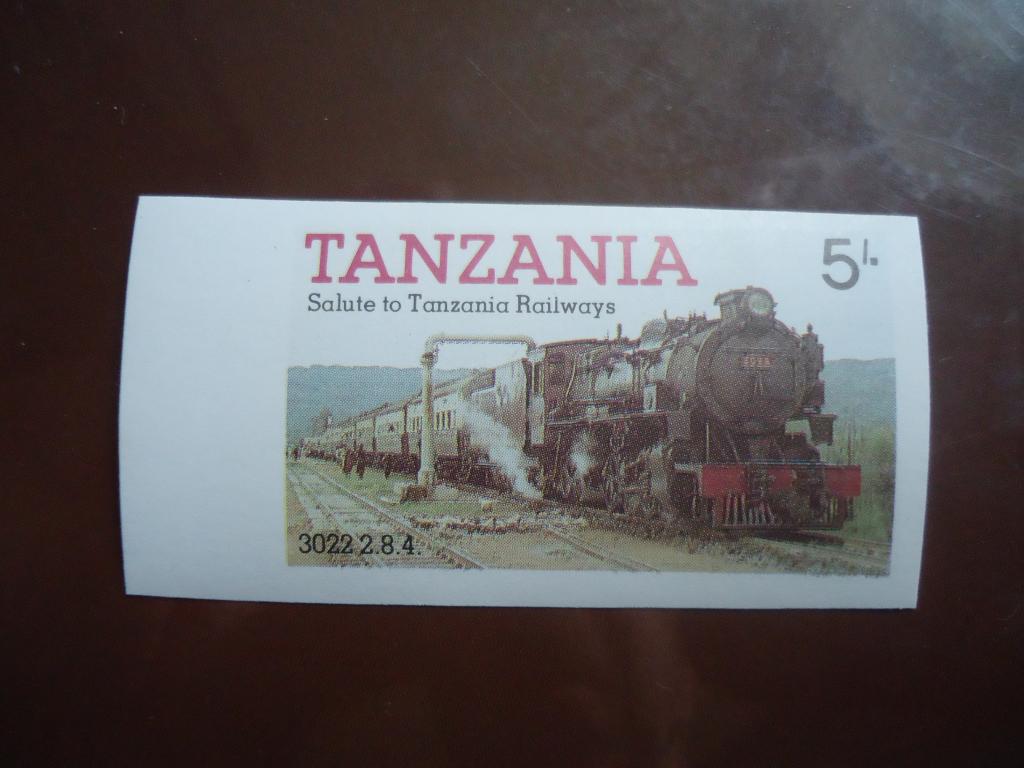 TANZANIA 5/.
Salute to Tanzania Railways
3022 2.8.4.